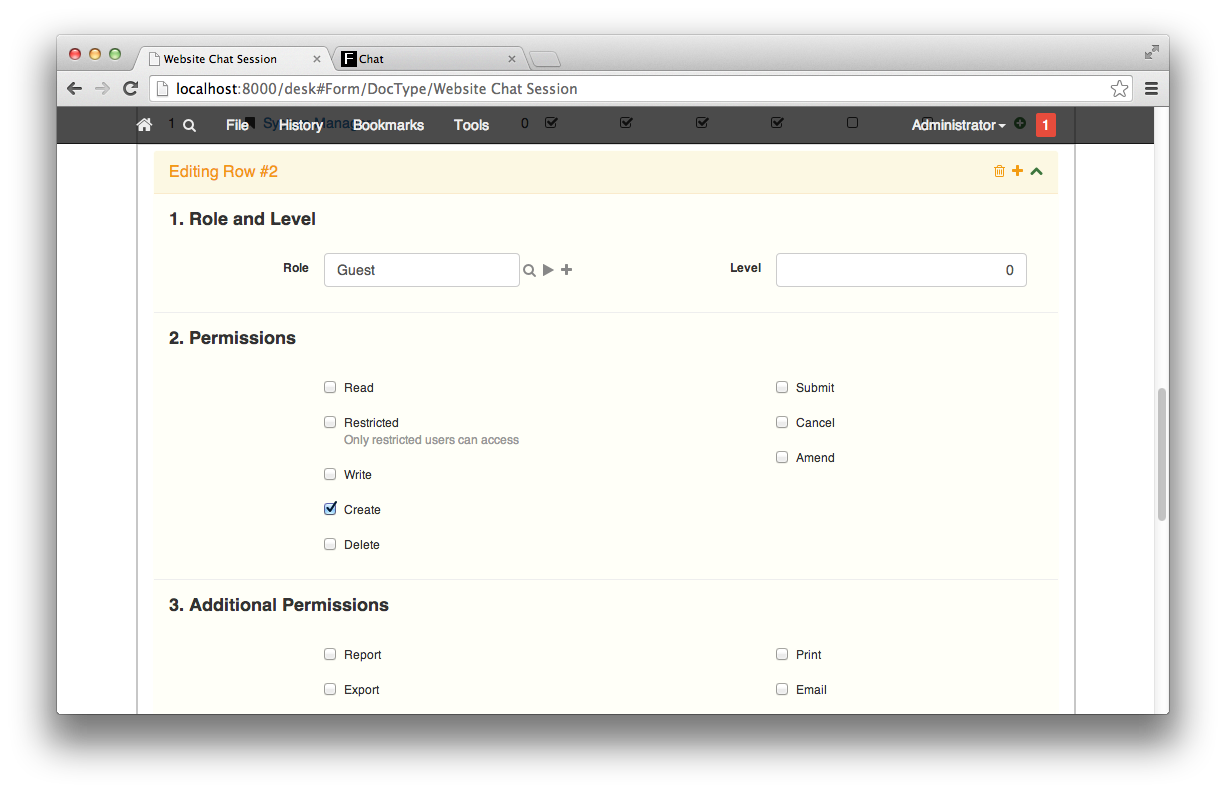 Website Chat Session
F Chat
localhost:8000/desk#Form/DocType/Website Chat Session
1 File History Bookmarks Tools 0 Administrator 1
Editing Row #2
1. Role and Level
Role Guest Level 0
2. Permissions
Read Submit
Restricted Cancel
Only restricted users can access
Amend
Write
Create
Delete
3. Additional Permissions
Report Print
Export Email